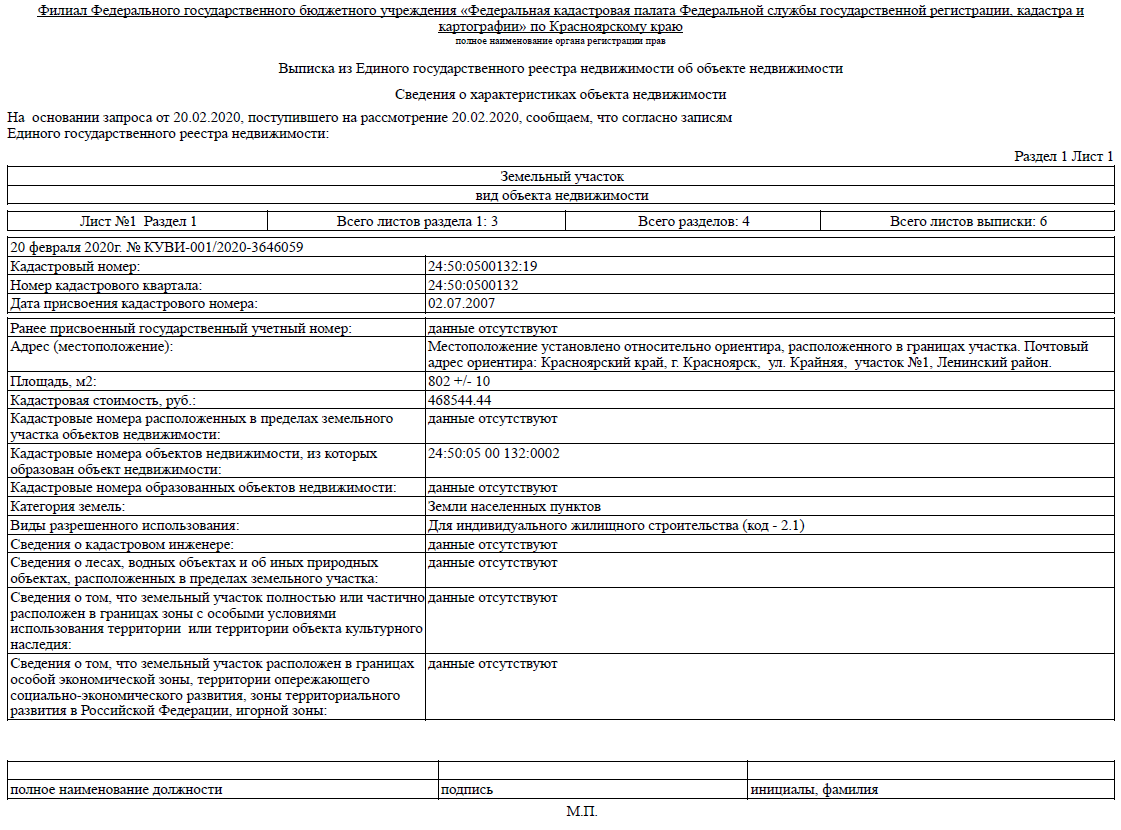 Филиал Федерального государственного бюджетного учреждения «Федеральная кадастровая палата Федеральной службы государственной регистрации, кадастра и
картографии» по Красноярскому краю
полное наименование органа регистрации прав
Выписка из Единого государственного реестра недвижимости об объекте недвижимости
Сведения о характеристиках объекта недвижимости
На основании запроса от 20.02.2020, поступившего на рассмотрение 20.02.2020, сообщаем, что согласно записям
Единого государственного реестра недвижимости:
Раздел 1 Лист 1
Земельный участок
вид объекта недвижимости
Лист №1 Раздел 1 Всего листов раздела 1: 3 Всего разделов: 4 Всего листов выписки: 6
20 февраля 2020г. № КУВИ-001/2020-3646059
Кадастровый номер: 24:50:0500132:19
Номер кадастрового квартала: 24:50:0500132
Дата присвоения кадастрового номера: 02.07.2007
Ранее присвоенный государственный учетный номер: данные отсутствуют
Адрес (местоположение): Местоположение установлено относительно ориентира, расположенного в границах участка. Почтовый
адрес ориентира: Красноярский край, г. Красноярск, ул. Крайняя, участок №1, Ленинский район.
Площадь, м2: 802 +/- 10
Кадастровая стоимость, руб.: 468544.44
Кадастровые номера расположенных в пределах земельного данные отсутствуют
участка объектов недвижимости:
Кадастровые номера объектов недвижимости, из которых 24:50:05 00 132:0002
образован объект недвижимости:
Кадастровые номера образованных объектов недвижимости: данные отсутствуют
Категория земель: Земли населенных пунктов
Виды разрешенного использования: Для индивидуального жилищного строительства (код - 2.1)
Сведения о кадастровом инженере: данные отсутствуют
Сведения о лесах, водных объектах и об иных природных данные отсутствуют
объектах, расположенных в пределах земельного участка:
Сведения о том, что земельный участок полностью или частично данные отсутствуют
расположен в границах зоны с особыми условиями
использования территории или территории объекта культурного
наследия:
Сведения о том, что земельный участок расположен в границах данные отсутствуют
особой экономической зоны, территории опережающего
социально-экономического развития, зоны территориального
развития в Российской Федерации, игорной зоны:
полное наименование должности подпись инициалы, фамилия
М.П.